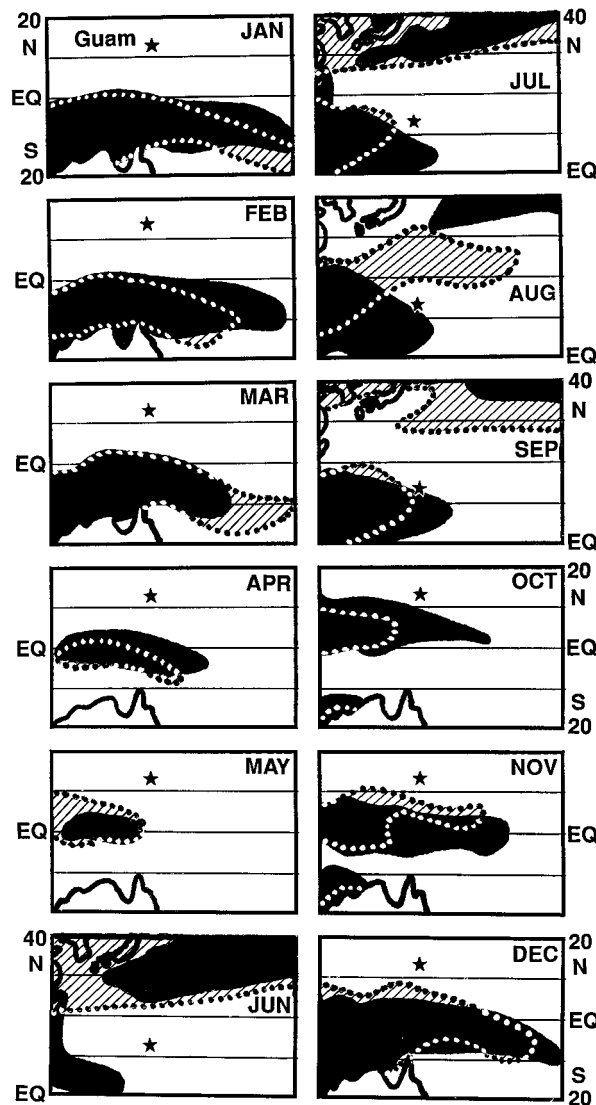 20
N
Guam
JAN
EQ
S
20
FEB
EQ
MAR
EQ
APR
EQ
MAY
EQ
40
N
JUN
EQ
40
N
JUL
EQ
AUG
EQ
40
N
SEP
EQ
20
OCT
N
EQ
S
20
NOV
EQ
20
DEC
N
EQ
S
20